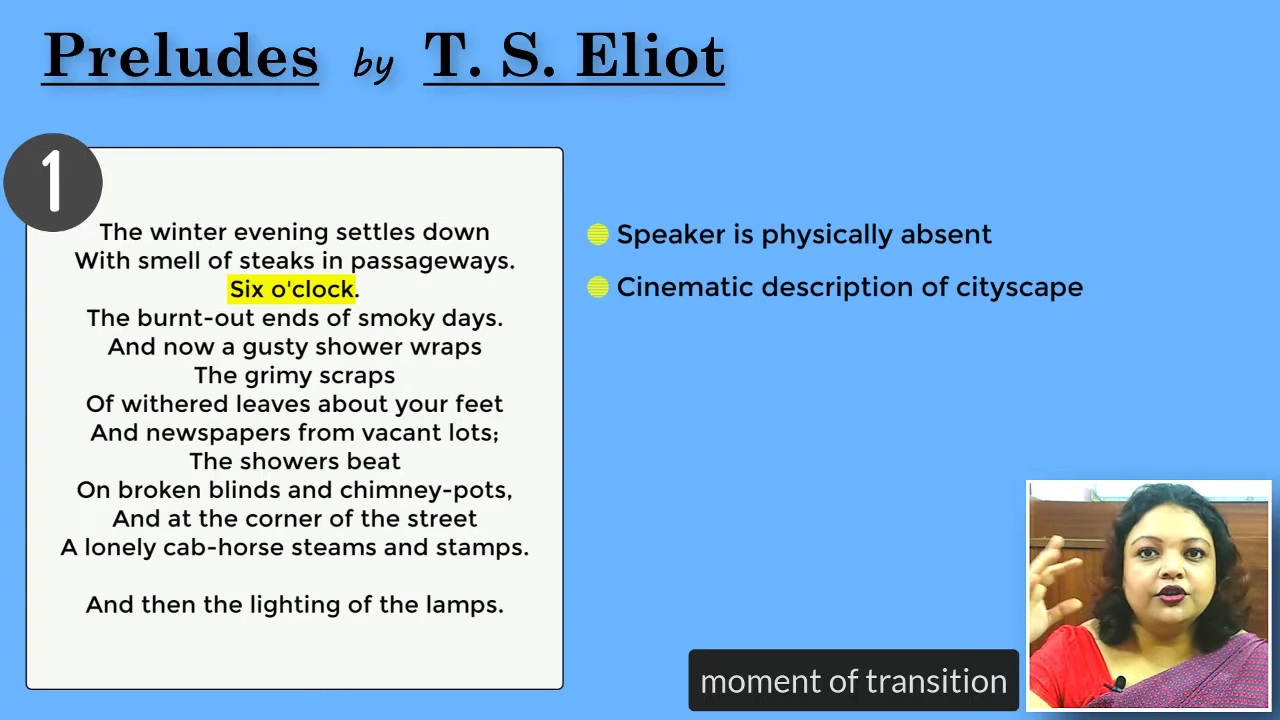 Preludes by T. S. Eliot
1
The winter evening settles down
With smell of steaks in passageways.
Six o'clock.
The burnt-out ends of smoky days.
And now a gusty shower wraps
The grimy scraps
Of withered leaves about your feet
And newspapers from vacant lots;
The showers beat
On broken blinds and chimney-pots,
And at the corner of the street
A lonely cab-horse steams and stamps.
And then the lighting of the lamps.
Speaker is physically absent
Cinematic description of cityscape
moment of transition